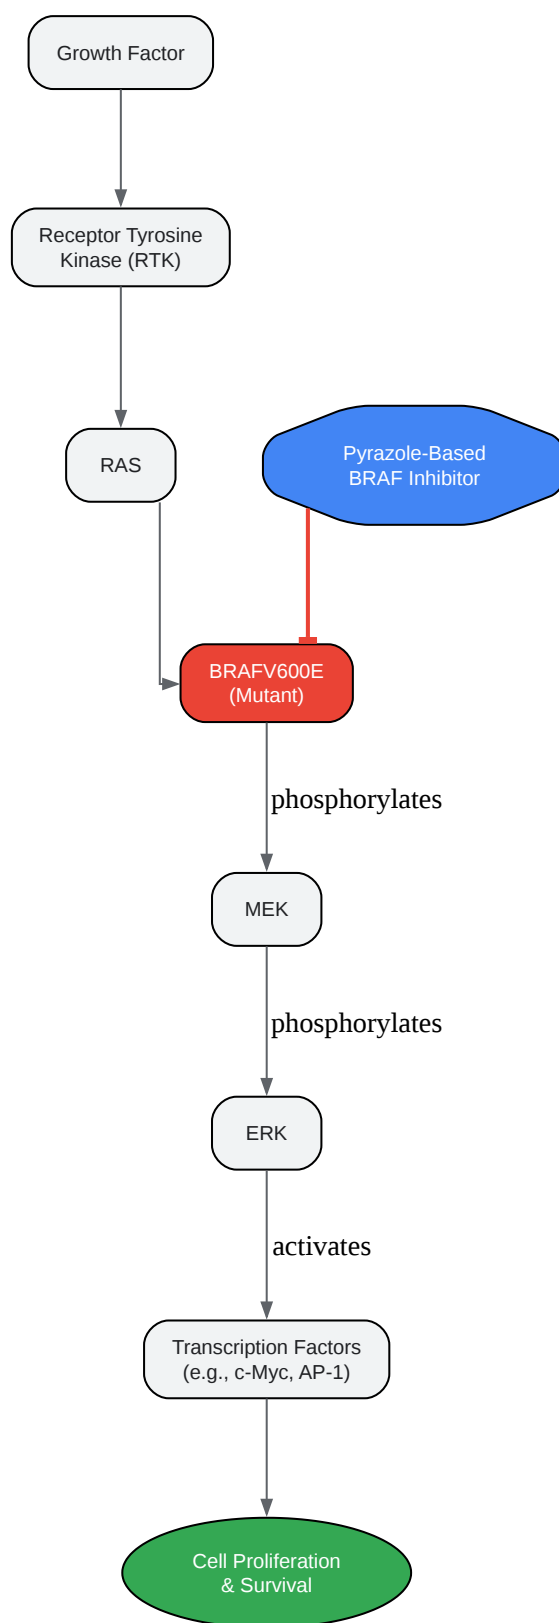 Growth Factor
Receptor Tyrosine
Kinase (RTK)
RAS
Pyrazole-Based
BRAF Inhibitor
BRAFV600E
(Mutant)
phosphorylates
MEK
phosphorylates
ERK
activates
Transcription Factors
(e.g., c-Myc, AP-1)
Cell Proliferation
& Survival